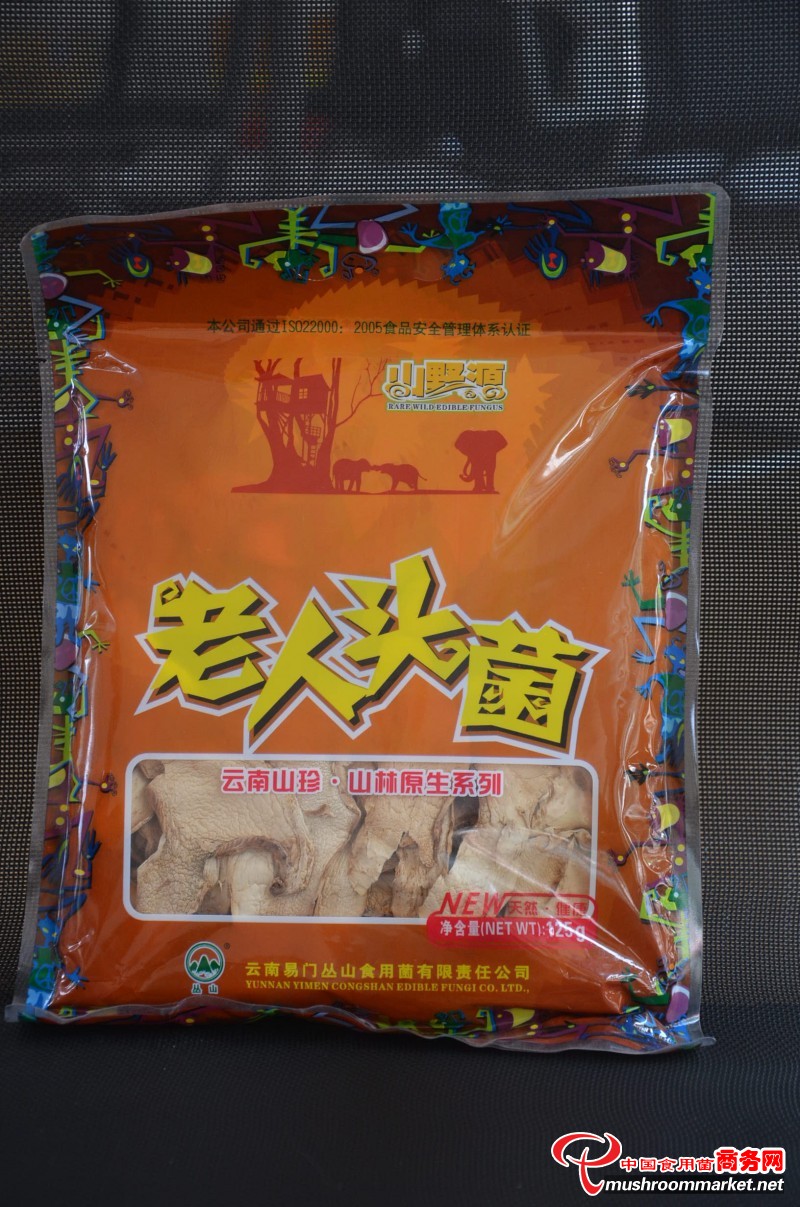 本公司通过ISO22000：2005食品安全管理体系认证
山野源
RARE WILD EDIBLE FUNGUS
老人头菌
云南山珍·山林原生系列
NEW 天然·健康
净含量(NET WT):125g
丛山
®
云南易门丛山食用菌有限责任公司
YUNNAN YIMEN CONGSHAN EDIBLE FUNGI CO. LTD.,
中国食用菌商务网
mushroommarket.net